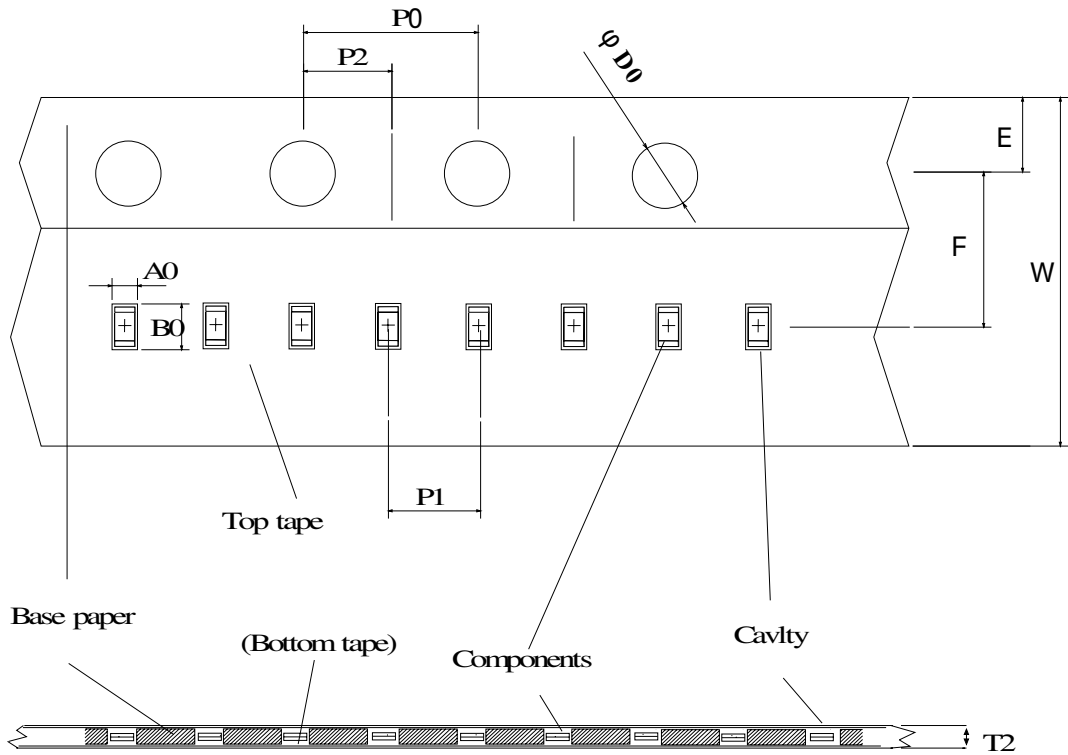 P0
P2
φ D0
E
F
W
A0
B0
P1
Top tape
Base paper
(Bottom tape)
Components
Cavlty
T2